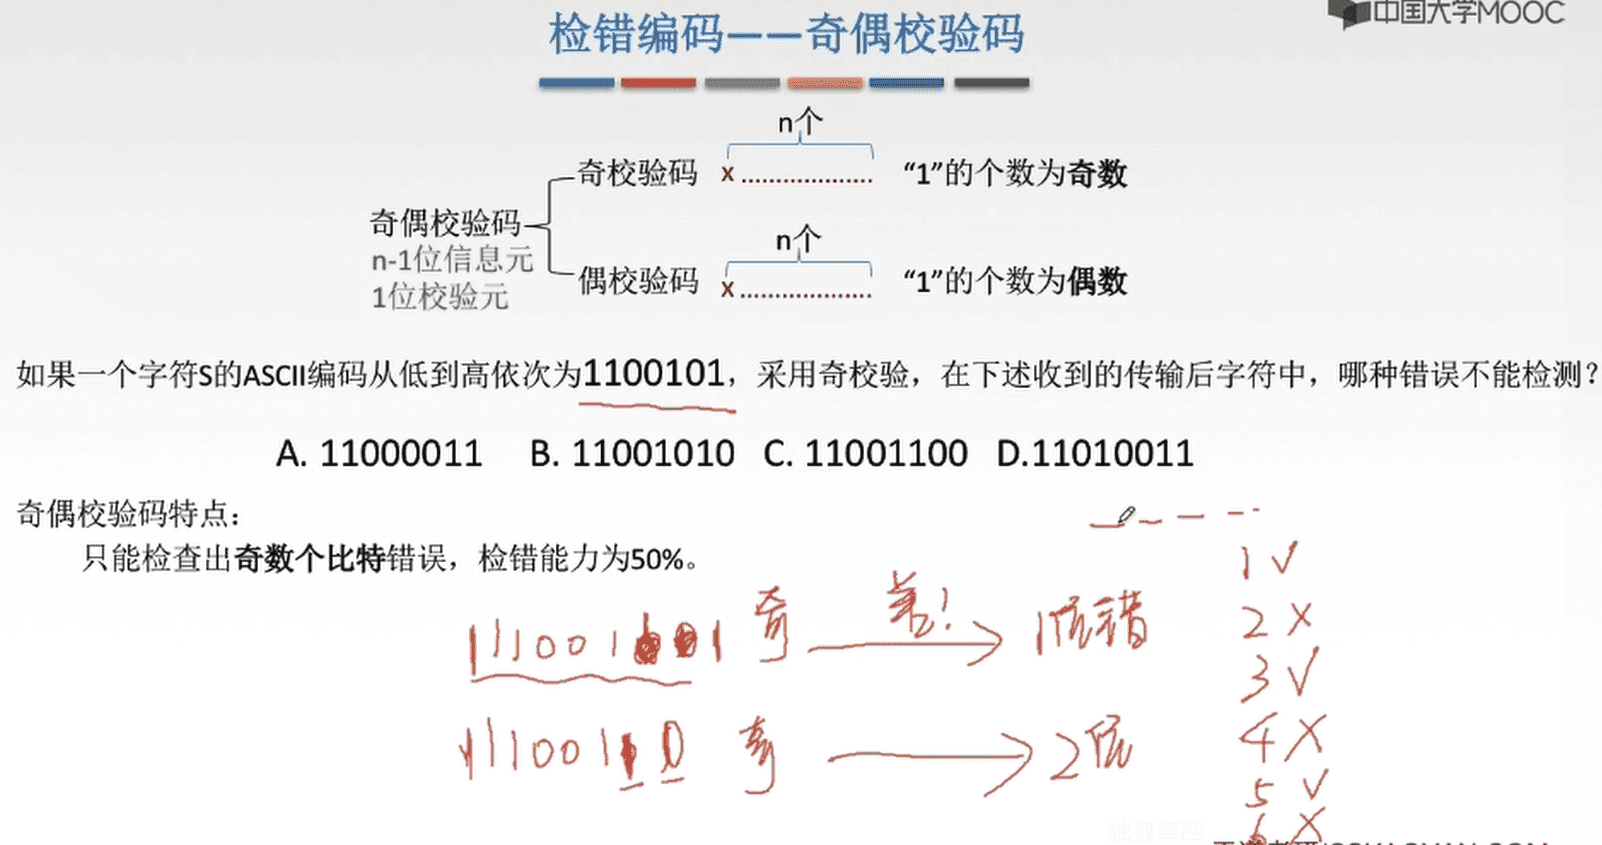 中国大学MOOC
检错编码——奇偶校验码
n个
奇校验码 x ................... “1”的个数为奇数
奇偶校验码
n-1位信息元
1位校验元
n个
偶校验码 x ................... “1”的个数为偶数
如果一个字符S的ASCII编码从低到高依次为1100101，采用奇校验，在下述收到的传输后字符中，哪种错误不能检测？
A. 11000011 B. 11001010 C. 11001100 D.11010011
奇偶校验码特点：
只能检查出奇数个比特错误，检错能力为50%。
奇 差! 1位错
奇 2位
1 √
2 X
3 √
4 X
5 √
6 X